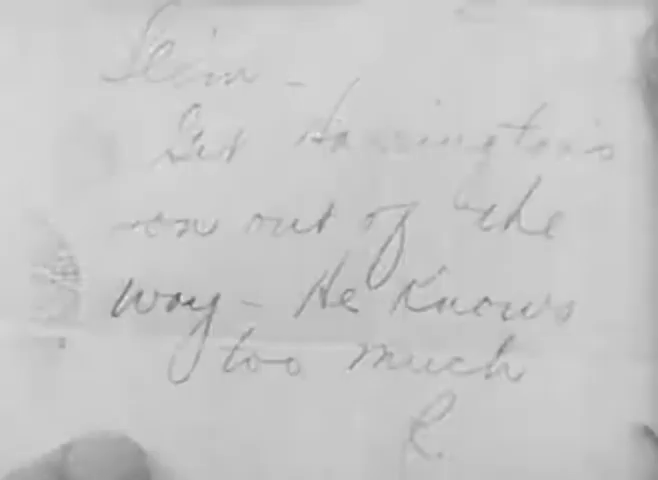 Slim -
Get Harrington's
son out of the
way - He knows
too much
R.